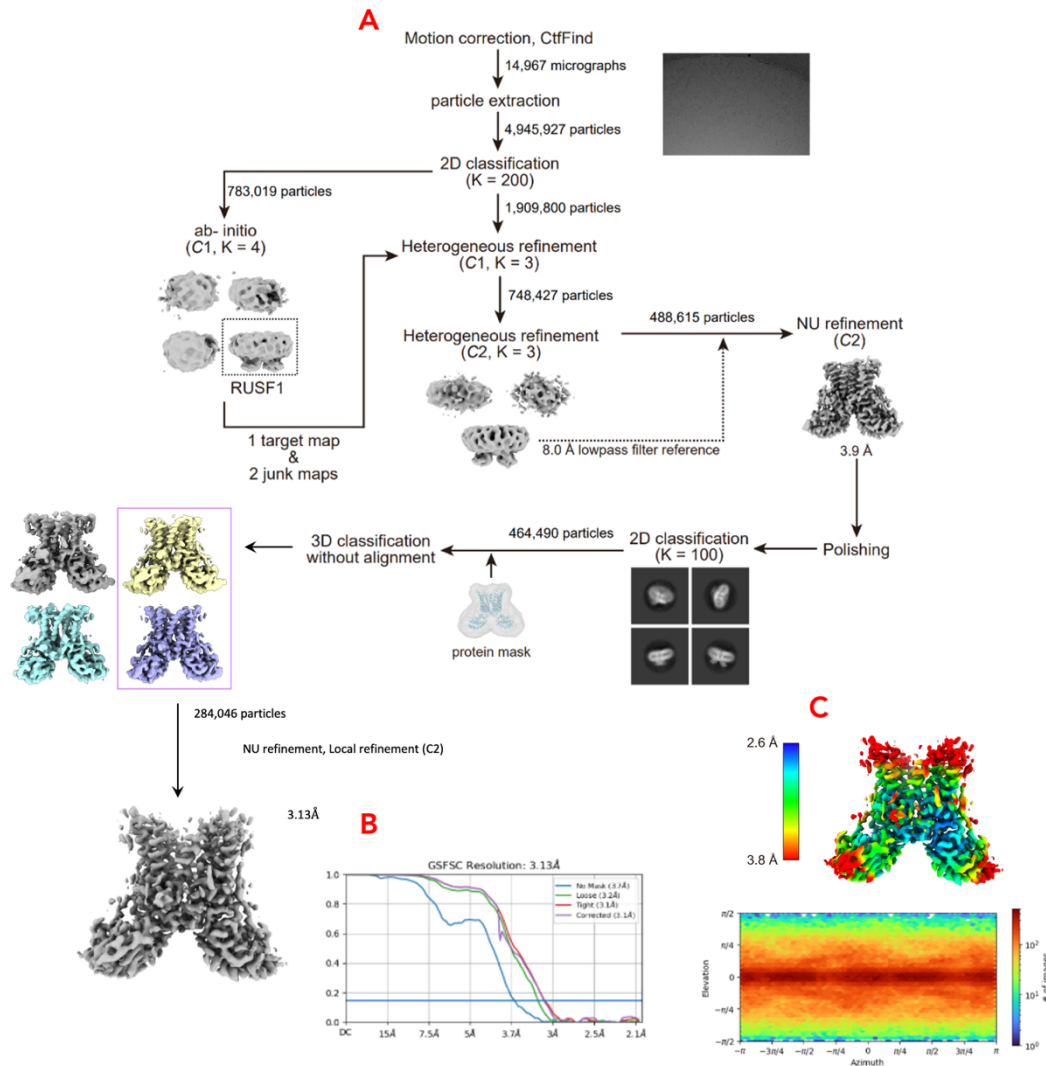 A
Motion correction, CtfFind
14,967 micrographs
particle extraction
4,945,927 particles
2D classification
(K = 200)
783,019 particles
1,909,800 particles
ab- initio
(C1, K = 4)
Heterogeneous refinement
(C1, K = 3)
748,427 particles
Heterogeneous refinement
(C2, K = 3)
488,615 particles
NU refinement
(C2)
RUSF1
1 target map
&
2 junk maps
8.0 Å lowpass filter reference
3.9 Å
Polishing
2D classification
(K = 100)
464,490 particles
3D classification
without alignment
protein mask
284,046 particles
NU refinement, Local refinement (C2)
3.13Å
B
GSFSC Resolution: 3.13Å
No Mask (3.7Å)
Loose (3.2Å)
Tight (3.1Å)
Corrected (3.1Å)
1.0
0.8
0.6
0.4
0.2
0.0
DC 15Å 7.5Å 5Å 3.7Å 3Å 2.5Å 2.1Å
C
2.6 Å
3.8 Å
π/2
π/4
0
−π/4
−π/2
Elevation
−π −3π/4 −π/2 −π/4 0 π/4 π/2 3π/4 π
Azimuth
10²
10¹
10⁰
# of images